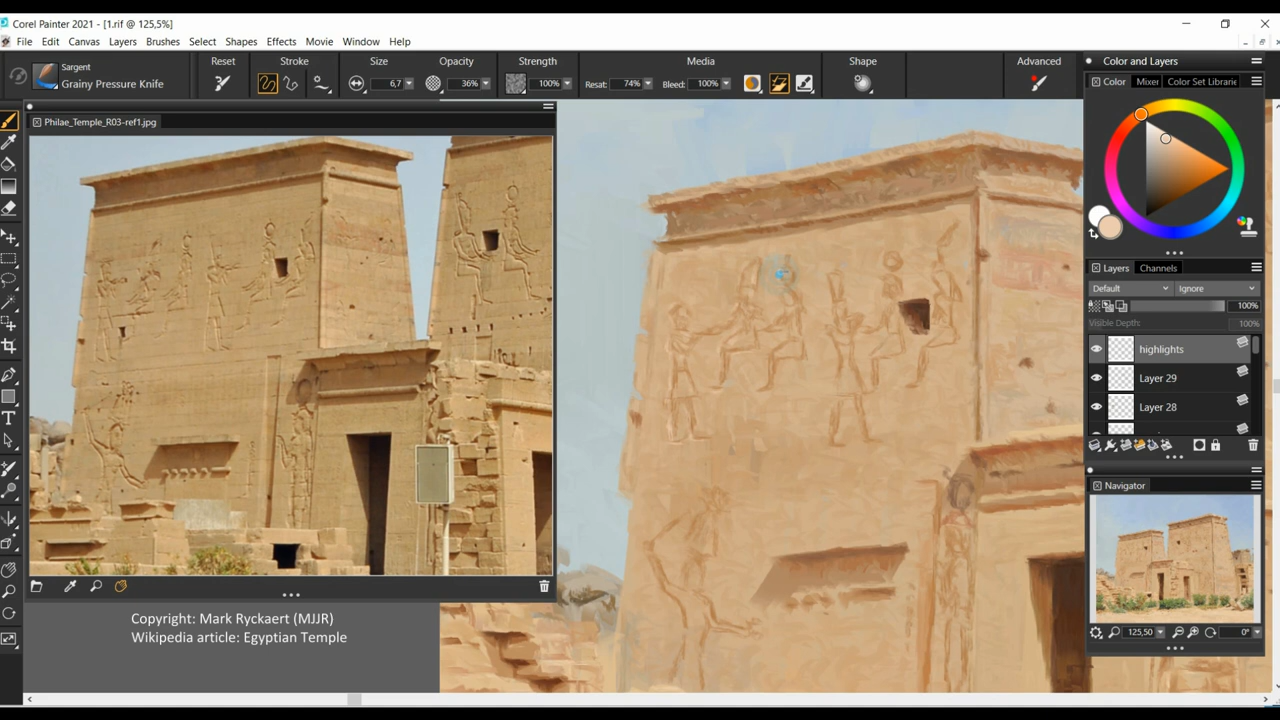 Corel Painter 2021 - [1.rif @ 125,5%]
File Edit Canvas Layers Brushes Select Shapes Effects Movie Window Help
Sargent
Grainy Pressure Knife
Reset Stroke Size Opacity Strength Media Shape Advanced
6,7 36% 100% Resat: 74% Bleed: 100%
Color and Layers
Color Mixer Color Set Librarie
Philae_Temple_R03-ref1.jpg
Layers Channels
Default Ignore
100%
Visible Depth: 100%
highlights
Layer 29
Layer 28
Navigator
125,50 0°
Copyright: Mark Ryckaert (MJJR)
Wikipedia article: Egyptian Temple